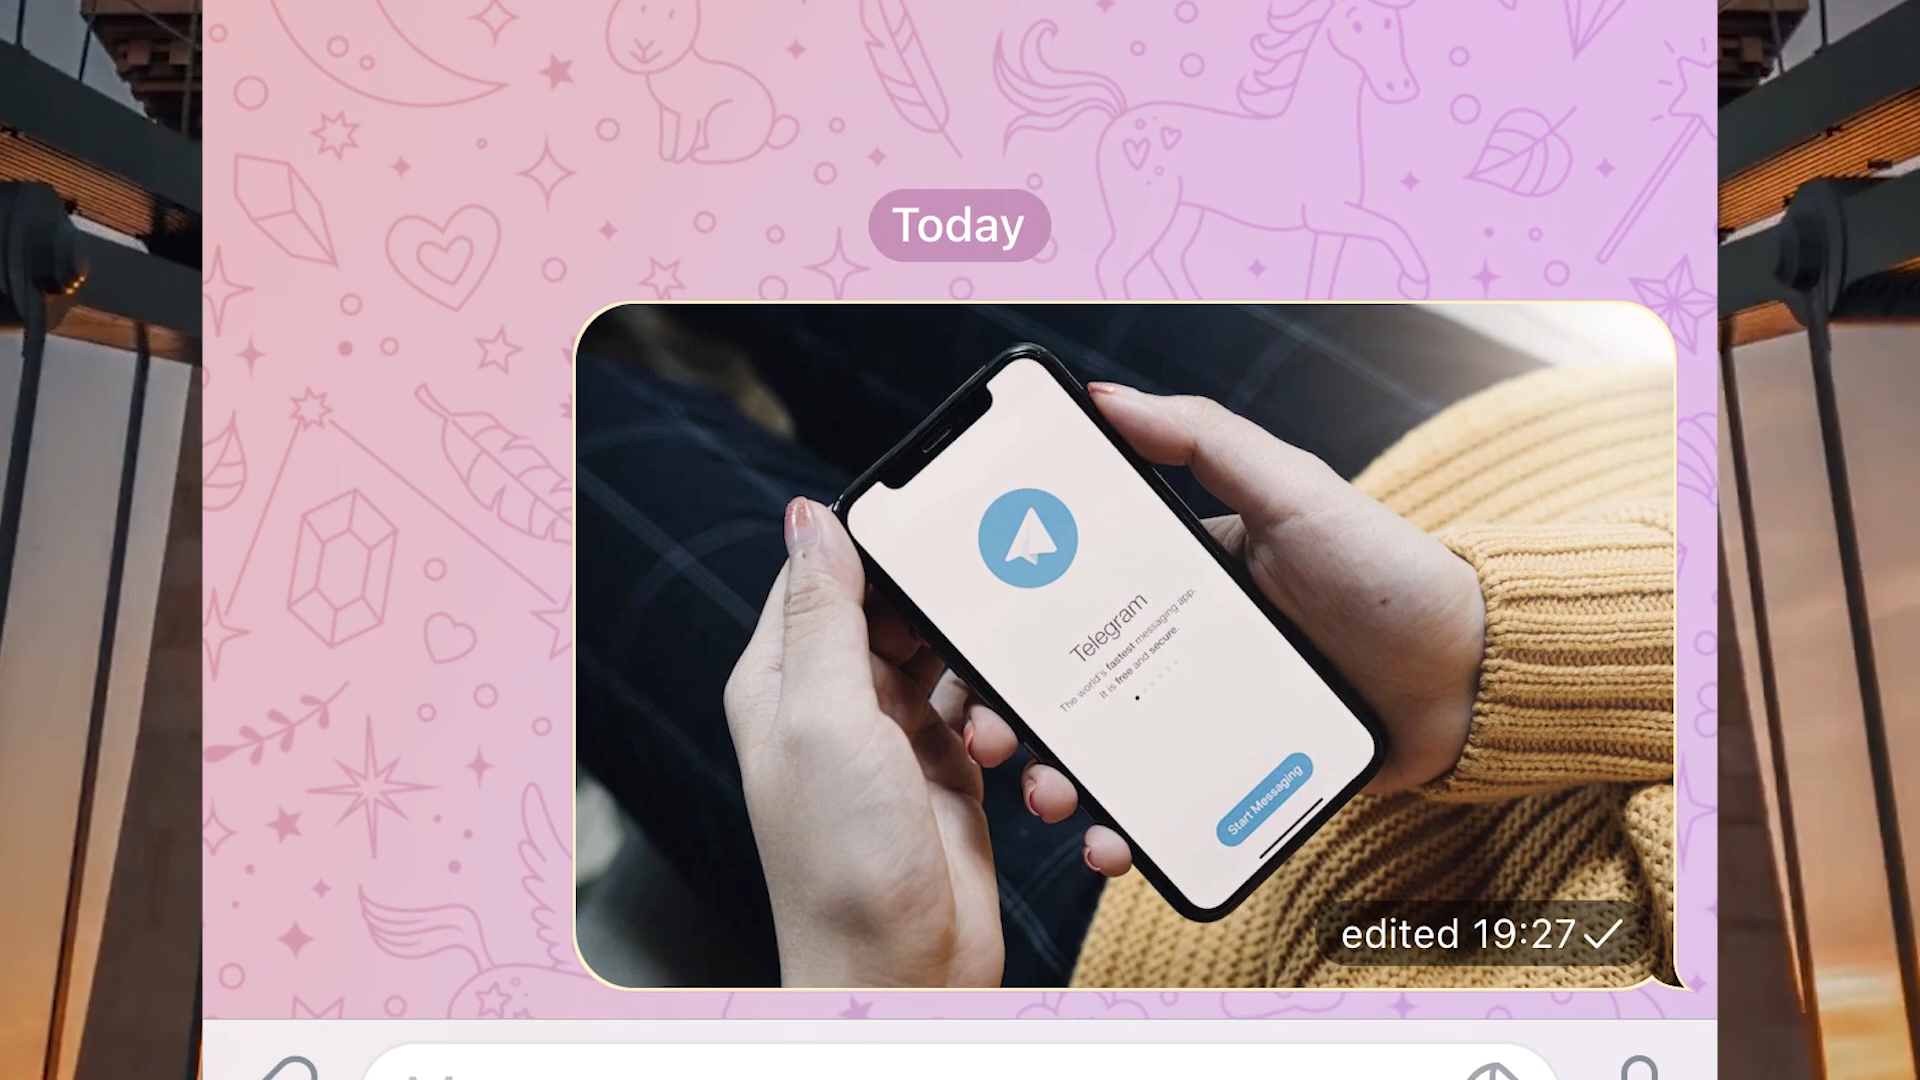 Today
Telegram
The world's fastest messaging app.
It is free and secure.
Start Messaging
edited 19:27